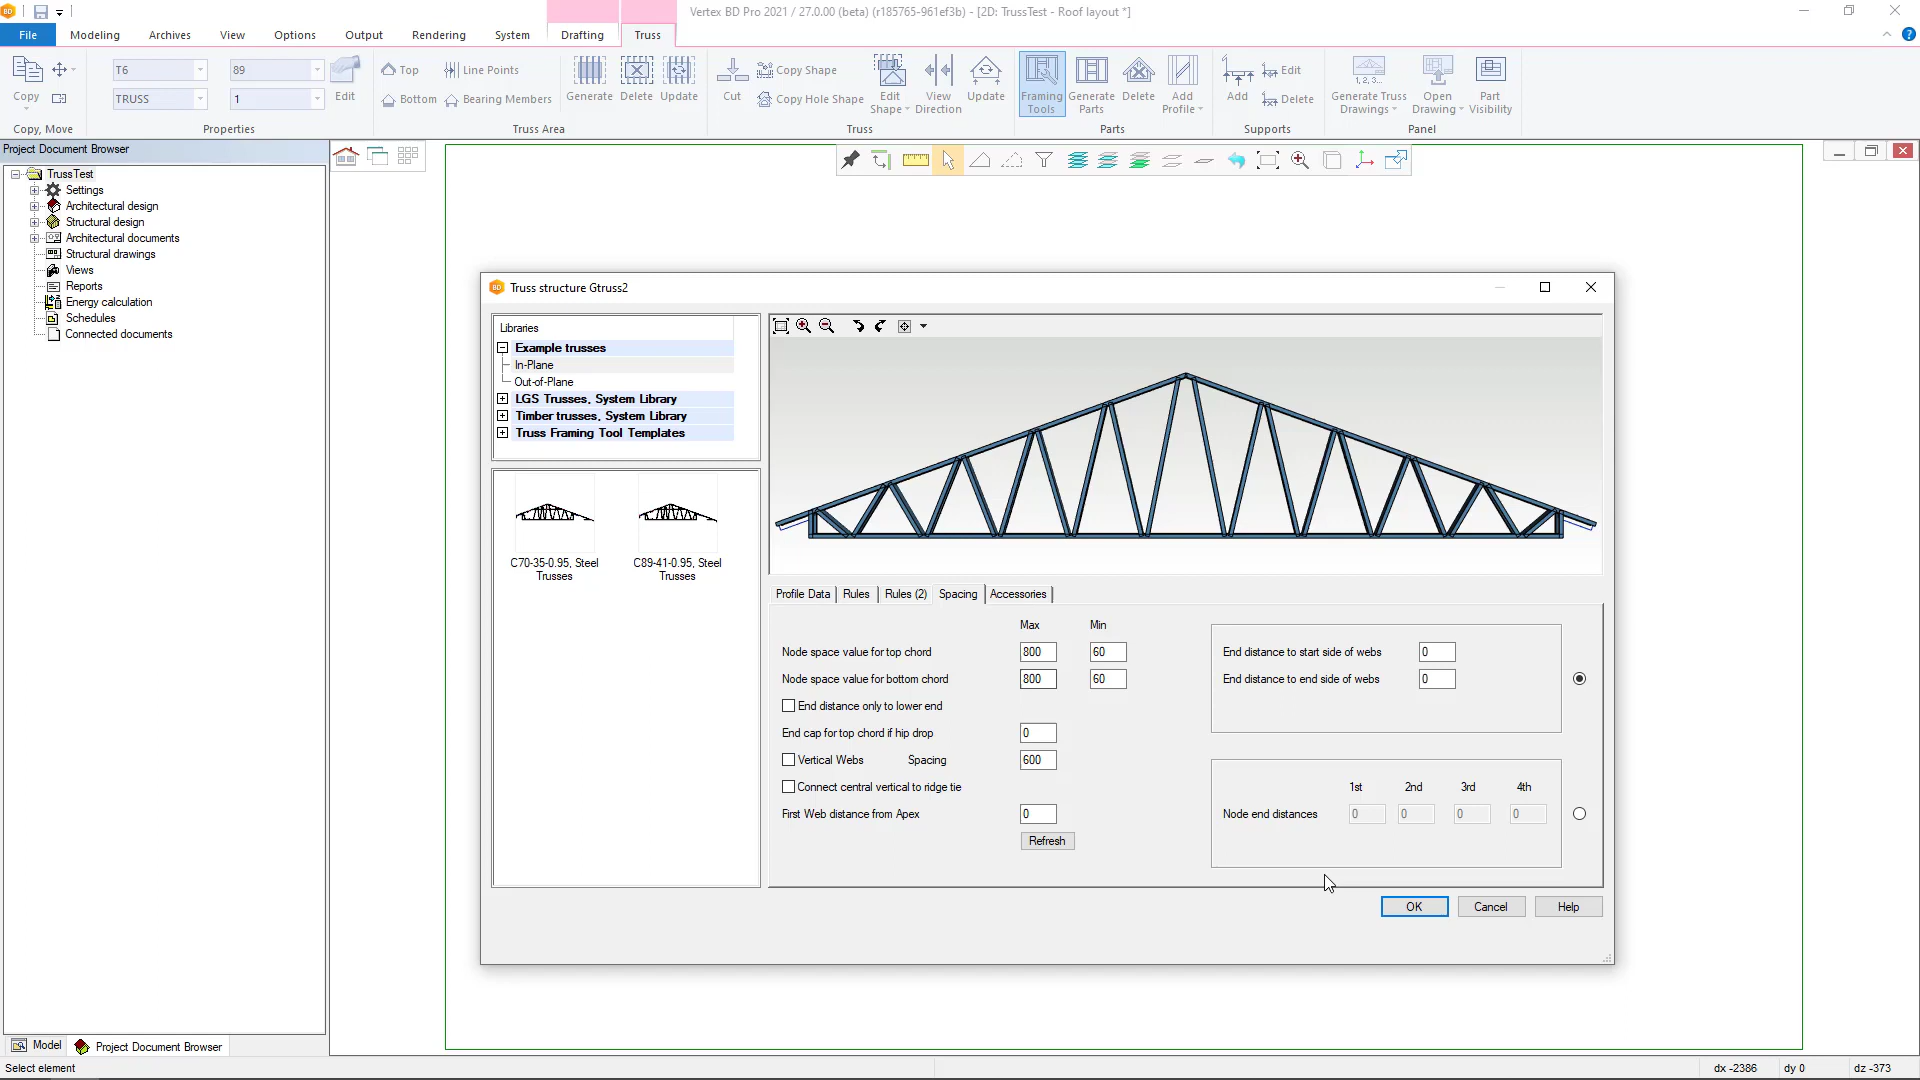 Vertex BD Pro 2021 / 27.0.00 (beta) (r185765-961ef3b) - [2D: TrussTest - Roof layout *]
File Modeling Archives View Options Output Rendering System Drafting Truss
Copy
Copy, Move
T6 89
TRUSS 1
Edit
Properties
Top Line Points
Bottom Bearing Members
Generate Delete Update
Truss Area
Cut
Copy Shape
Copy Hole Shape
Edit Shape
View Direction
Update
Truss
Framing Tools
Generate Parts
Delete
Add Profile
Parts
Add
Edit
Delete
Supports
1, 2, 3...
Generate Truss Drawings
Open Drawing
Part Visibility
Panel
Project Document Browser
TrussTest
Settings
Architectural design
Structural design
Architectural documents
Structural drawings
Views
Reports
Energy calculation
Schedules
Connected documents
BD
Truss structure Gtruss2
Libraries
Example trusses
In-Plane
Out-of-Plane
LGS Trusses, System Library
Timber trusses, System Library
Truss Framing Tool Templates
C70-35-0.95, Steel Trusses
C89-41-0.95, Steel Trusses
Profile Data Rules Rules (2) Spacing Accessories
Max Min
Node space value for top chord 800 60
Node space value for bottom chord 800 60
End distance only to lower end
End cap for top chord if hip drop 0
Vertical Webs Spacing 600
Connect central vertical to ridge tie
First Web distance from Apex 0
Refresh
End distance to start side of webs 0
End distance to end side of webs 0
1st 2nd 3rd 4th
Node end distances 0 0 0 0
OK Cancel Help
Model Project Document Browser
Select element dx -2386 dy 0 dz -373